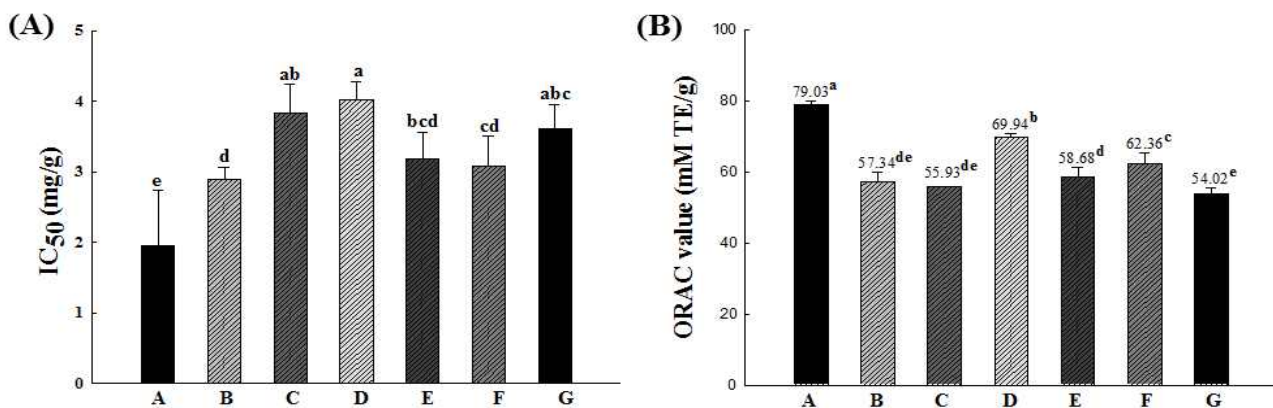 (A)
IC50 (mg/g)
5
4
3
2
1
0
e
d
ab
a
bcd
cd
abc
A B C D E F G
(B)
ORAC value (mM TE/g)
100
80
60
40
20
0
79.03a
57.34de
55.93de
69.94b
58.68d
62.36c
54.02e
A B C D E F G